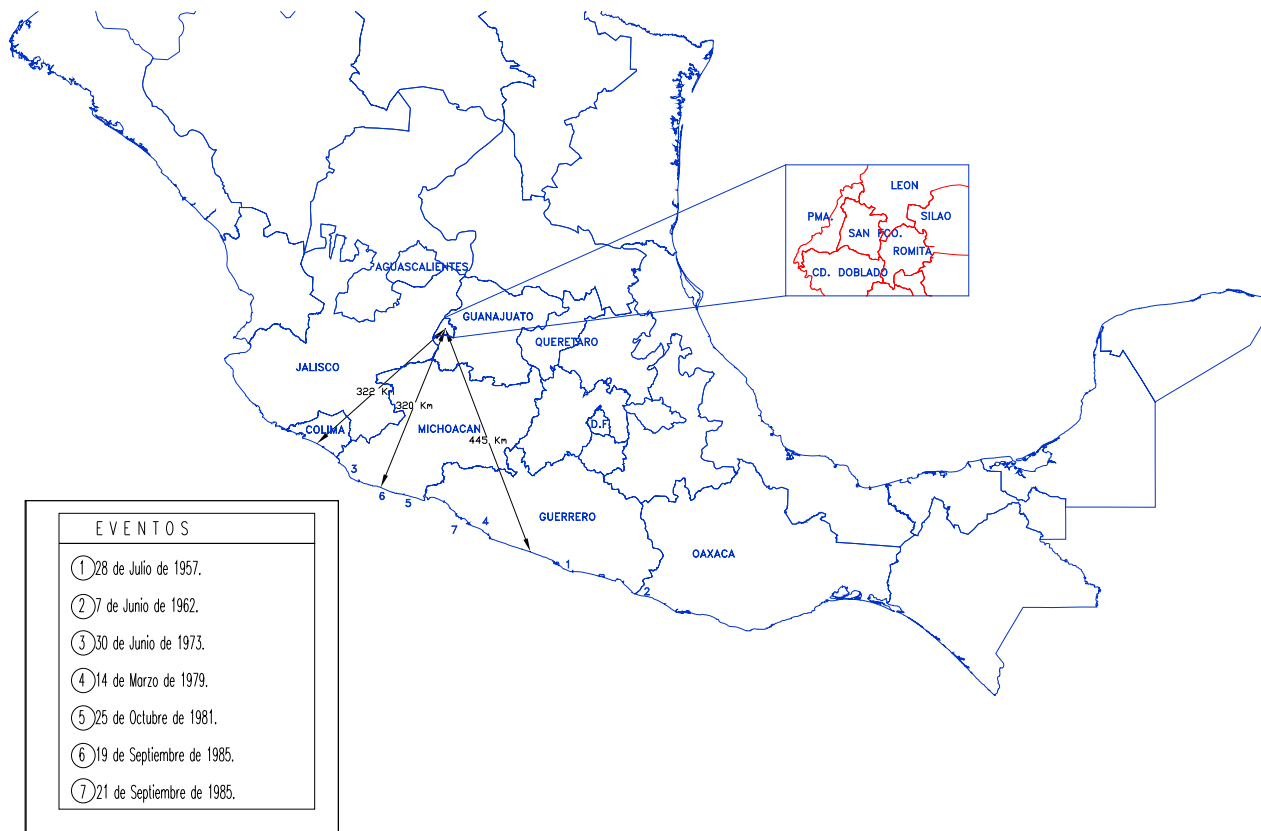 LEON
PMA.
SILAO
SAN FCO.
ROMITA
CD. DOBLADO
AGUASCALIENTES
GUANAJUATO
QUERETARO
JALISCO
322 Km
320 Km
COLIMA
MICHOACAN
D.F.
445 Km
3
6
5
7
4
GUERRERO
OAXACA
1
2
EVENTOS
1 28 de Julio de 1957.
2 7 de Junio de 1962.
3 30 de Junio de 1973.
4 14 de Marzo de 1979.
5 25 de Octubre de 1981.
6 19 de Septiembre de 1985.
7 21 de Septiembre de 1985.